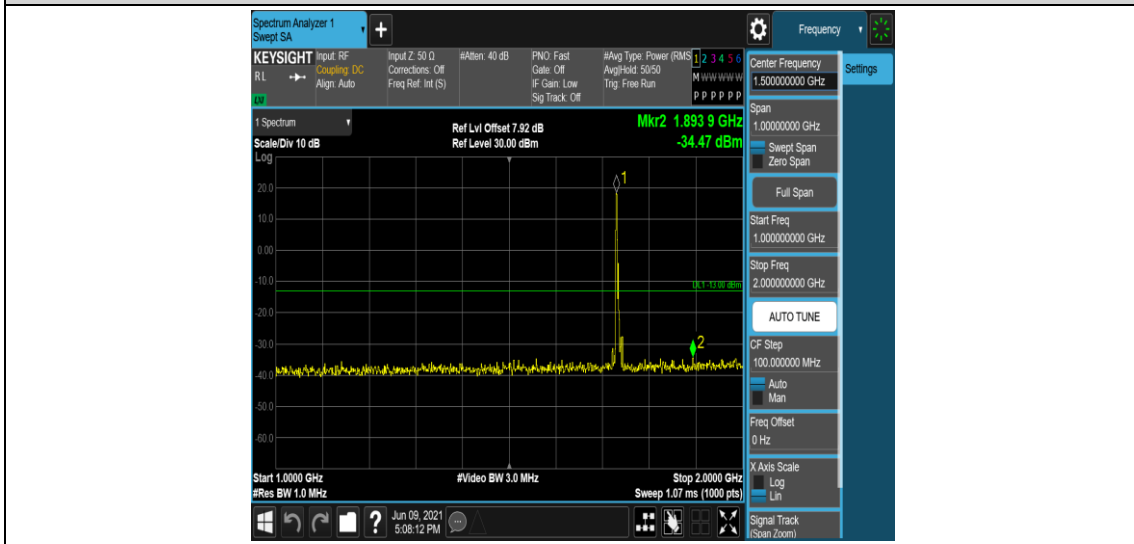 Spectrum Analyzer 1
Swept SA
+
Frequency
KEYSIGHT
RL
LXI
Input: RF
Coupling: DC
Align: Auto
Input Z: 50 Ω
Corrections: Off
Freq Ref: Int (S)
#Atten: 40 dB
PNO: Fast
Gate: Off
IF Gain: Low
Sig Track: Off
#Avg Type: Power (RMS
Avg|Hold: 50/50
Trig: Free Run
1 2 3 4 5 6
M W W W W W
P P P P P P
1 Spectrum
Scale/Div 10 dB
Log
Ref Lvl Offset 7.92 dB
Ref Level 30.00 dBm
Mkr2 1.893 9 GHz
-34.47 dBm
20.0
10.0
0.00
-10.0
-20.0
-30.0
-40.0
-50.0
-60.0
1
DL1 -13.00 dBm
2
Start 1.0000 GHz
#Res BW 1.0 MHz
#Video BW 3.0 MHz
Stop 2.0000 GHz
Sweep 1.07 ms (1000 pts)
?
Jun 09, 2021
5:08:12 PM
Center Frequency
1.500000000 GHz
Settings
Span
1.00000000 GHz
Swept Span
Zero Span
Full Span
Start Freq
1.000000000 GHz
Stop Freq
2.000000000 GHz
AUTO TUNE
CF Step
100.000000 MHz
Auto
Man
Freq Offset
0 Hz
X Axis Scale
Log
Lin
Signal Track
(Span Zoom)